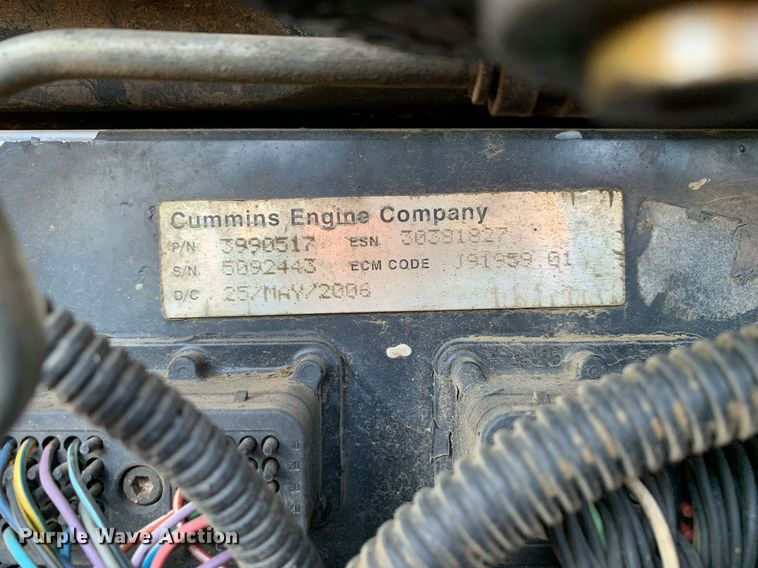 Cummins Engine Company
P/N 3990517 ESN 30391827
S/N 5092443 ECM CODE J91959 01
D/C 25/MAY/2006
Purple Wave Auction®